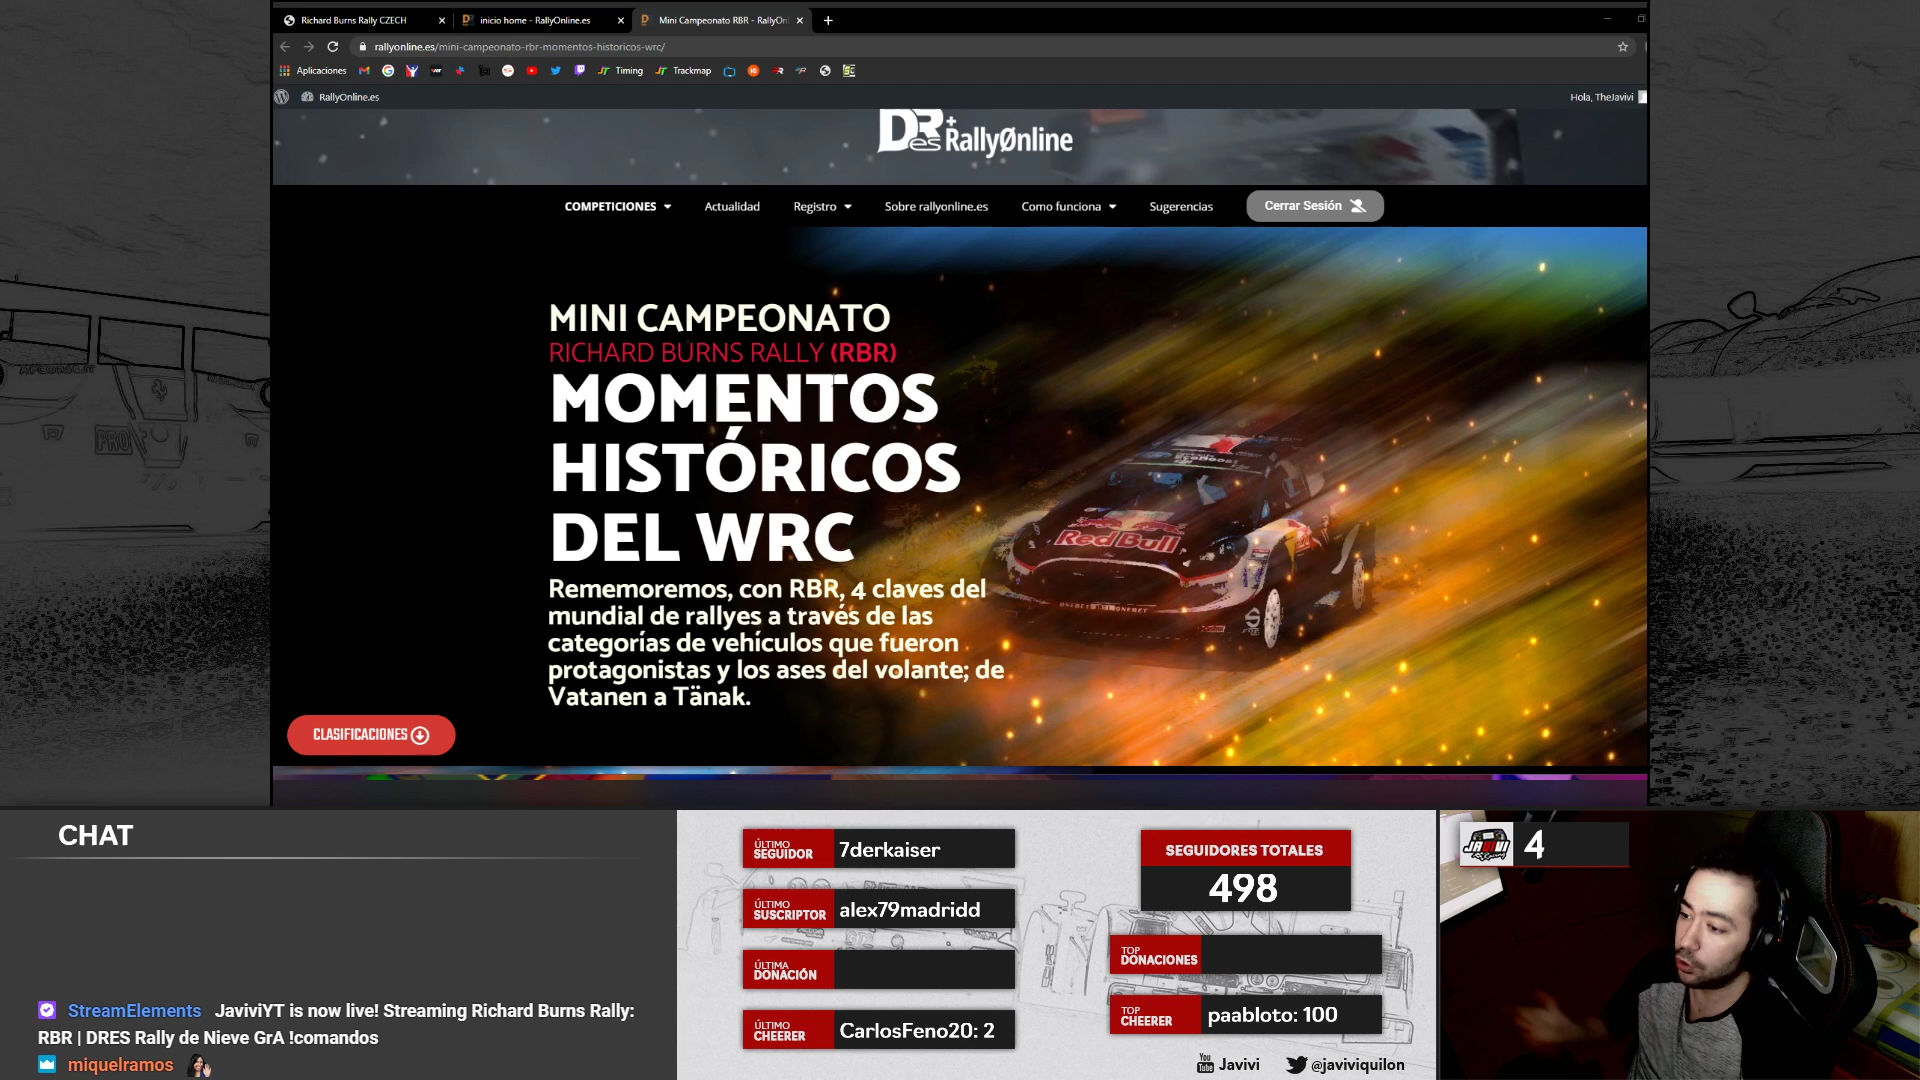 Richard Burns Rally CZECH
inicio home - RallyOnline.es
Mini Campeonato RBR - RallyOn
rallyonline.es/mini-campeonato-rbr-momentos-historicos-wrc/
Aplicaciones
Timing
Trackmap
RallyOnline.es
Hola, TheJavivi
DR+
es RallyØnline
COMPETICIONES
Actualidad
Registro
Sobre rallyonline.es
Como funciona
Sugerencias
Cerrar Sesión
MINI CAMPEONATO
RICHARD BURNS RALLY (RBR)
MOMENTOS
HISTÓRICOS
DEL WRC
Rememoremos, con RBR, 4 claves del
mundial de rallyes a través de las
categorías de vehículos que fueron
protagonistas y los ases del volante; de
Vatanen a Tänak.
Red Bull
CLASIFICACIONES
CHAT
StreamElements JaviviYT is now live! Streaming Richard Burns Rally:
RBR | DRES Rally de Nieve GrA !comandos
miquelramos
ÚLTIMO
SEGUIDOR
7derkaiser
ÚLTIMO
SUSCRIPTOR
alex79madridd
ÚLTIMA
DONACIÓN
ÚLTIMO
CHEERER
CarlosFeno20: 2
SEGUIDORES TOTALES
498
TOP
DONACIONES
TOP
CHEERER
paabloto: 100
You
Tube
Javivi
@javiviquilon
JAVIVI
4
PRO